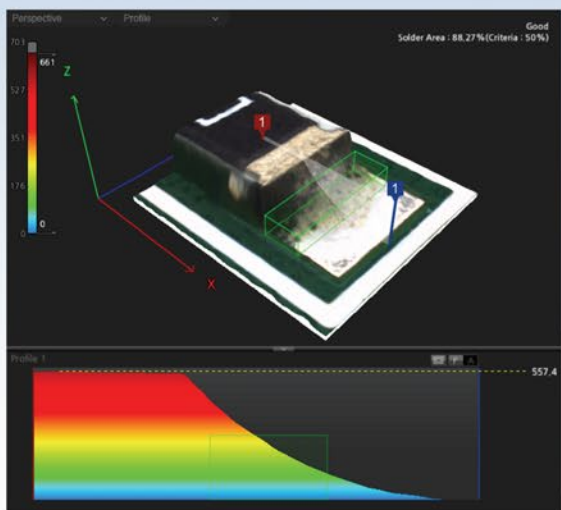 Perspective
Profile
Good
Solder Area : 88,27%(Criteria : 50%)
703
661
527
351
176
0
0
Z
X
1
1
Profile 1
557,4